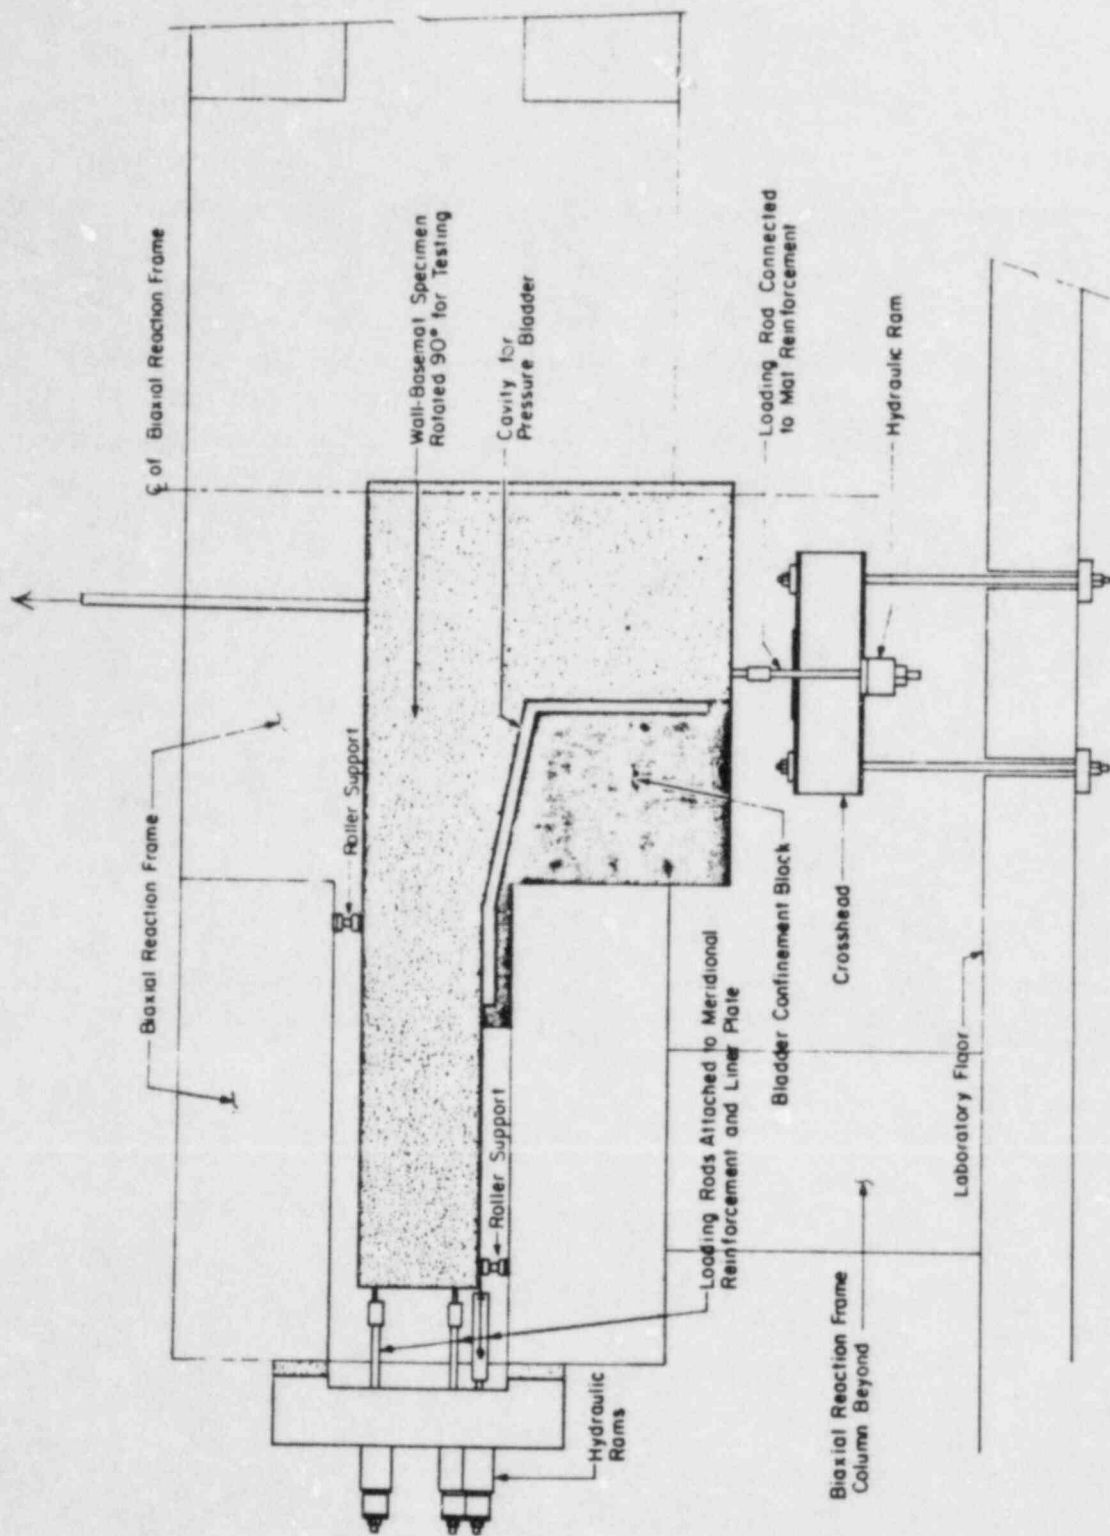 Biaxial Reaction Frame
℄ of Biaxial Reaction Frame
Roller Support
Wall-Basemat Specimen
Rotated 90° for Testing
Cavity for
Pressure Bladder
Roller Support
Loading Rods Attached to Meridional
Reinforcement and Liner Plate
Hydraulic
Rams
Bladder Confinement Block
Loading Rod Connected
to Mat Reinforcement
Hydraulic Ram
Crosshead
Biaxial Reaction Frame
Column Beyond
Laboratory Floor